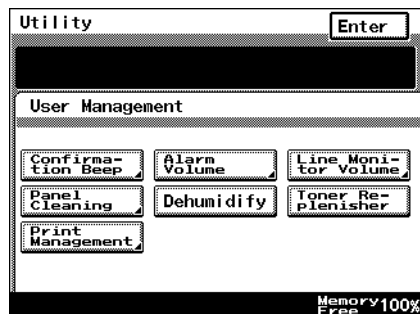 Utility
Enter
User Management
Confirma-
tion Beep
Alarm
Volume
Line Moni-
tor Volume
Panel
Cleaning
Dehumidify
Toner Re-
plenisher
Print
Management
Memory
Free 100%